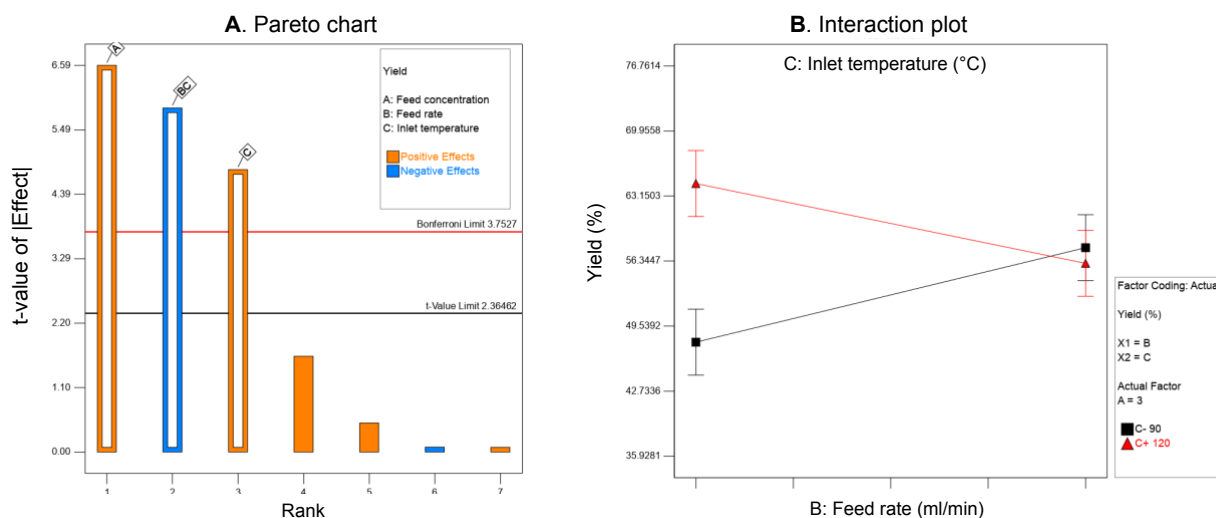 A. Pareto chart
t-value of |Effect|
6.59
5.49
4.39
3.29
2.20
1.10
0.00
A
BC
C
Yield
A: Feed concentration
B: Feed rate
C: Inlet temperature
Positive Effects
Negative Effects
Bonferroni Limit 3.7527
t-Value Limit 2.36462
1 2 3 4 5 6 7
Rank
B. Interaction plot
C: Inlet temperature (°C)
Yield (%)
76.7614
69.9558
63.1503
56.3447
49.5392
42.7336
35.9281
B: Feed rate (ml/min)
Factor Coding: Actual
Yield (%)
X1 = B
X2 = C
Actual Factor
A = 3
C- 90
C+ 120